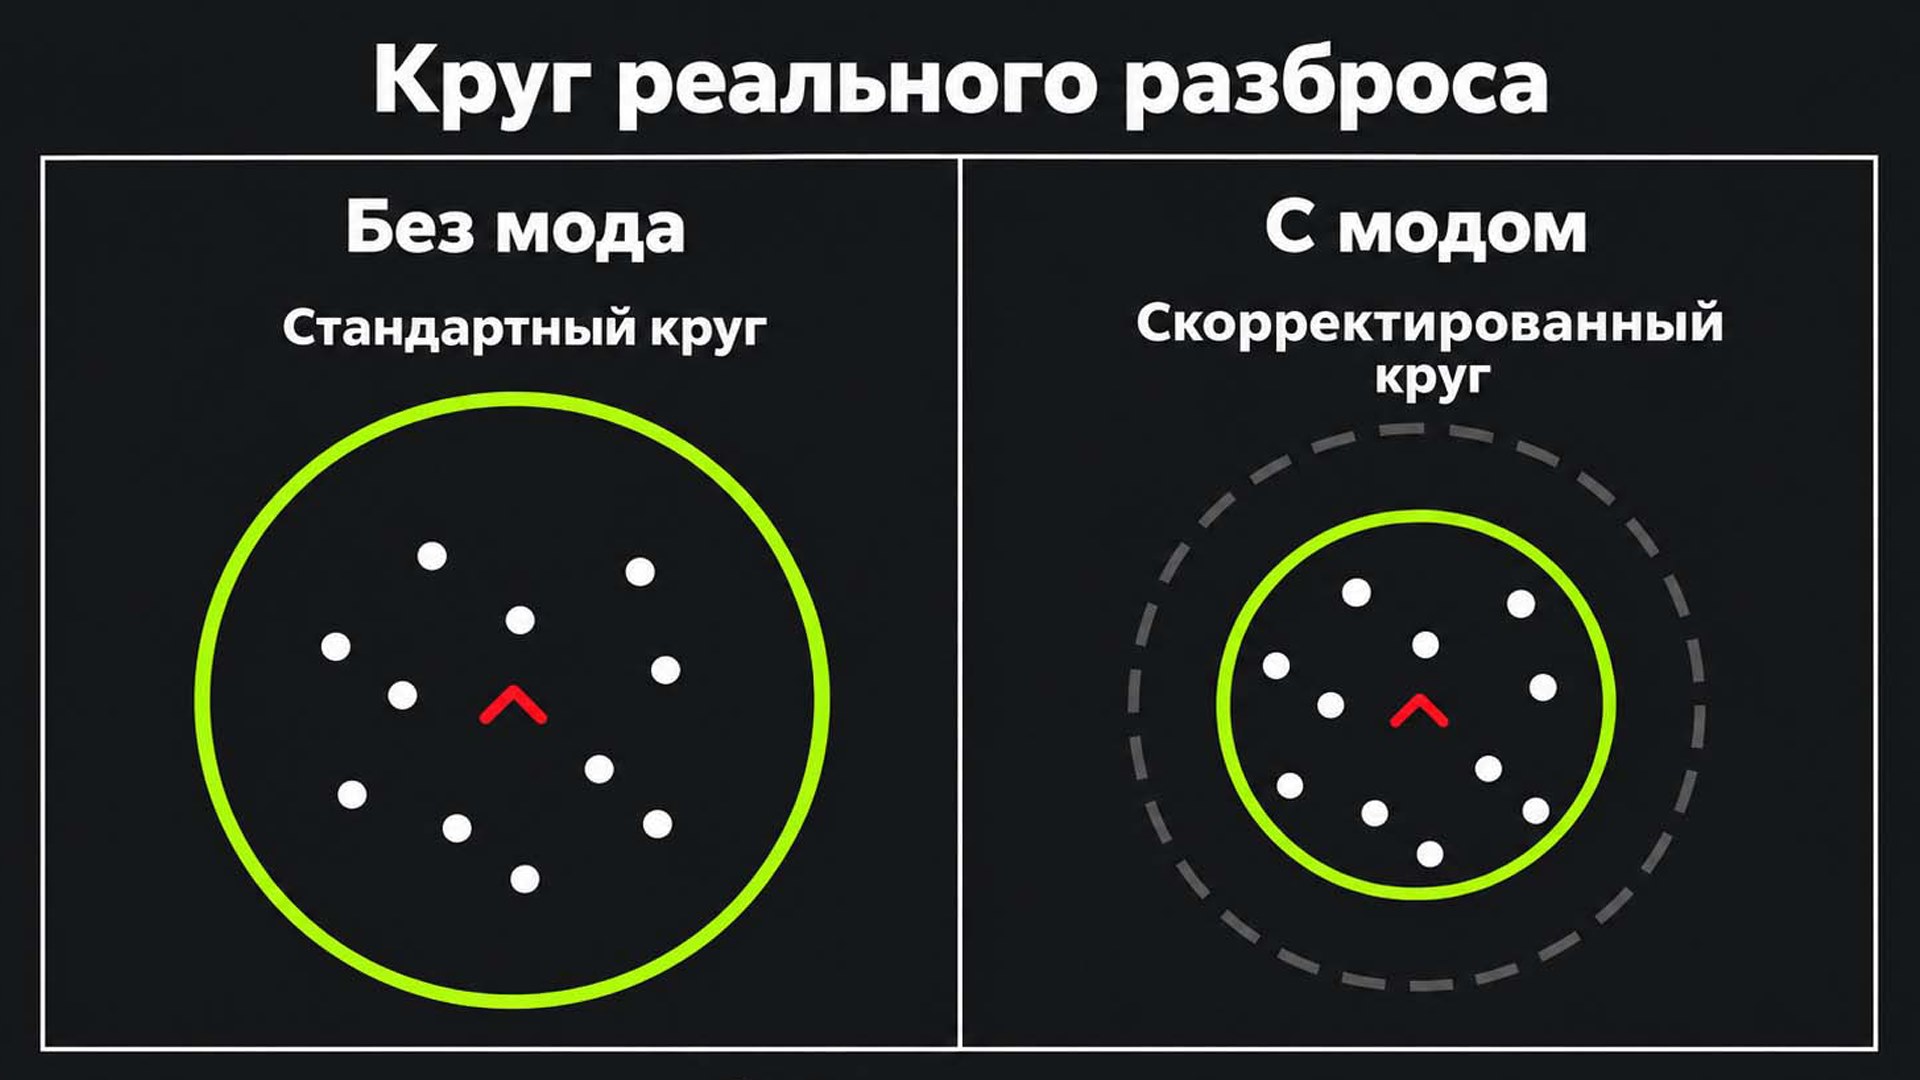 Круг реального разброса
Без мода
Стандартный круг
С модом
Скорректированный
круг